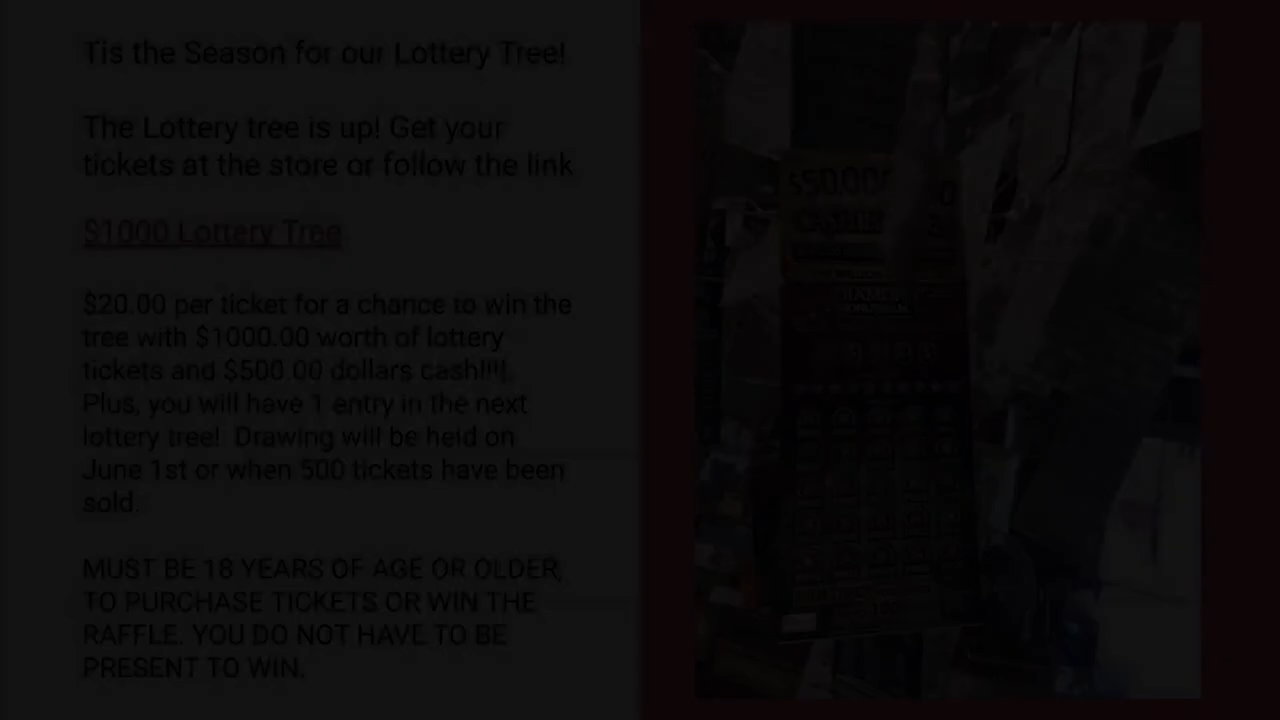 Tis the Season for our Lottery Tree!
The Lottery tree is up! Get your
tickets at the store or follow the link
$1000 Lottery Tree
$20.00 per ticket for a chance to win the
tree with $1000.00 worth of lottery
tickets and $500.00 dollars cash!!!!.
Plus, you will have 1 entry in the next
lottery tree! Drawing will be held on
June 1st or when 500 tickets have been
sold.
MUST BE 18 YEARS OF AGE OR OLDER,
TO PURCHASE TICKETS OR WIN THE
RAFFLE. YOU DO NOT HAVE TO BE
PRESENT TO WIN.